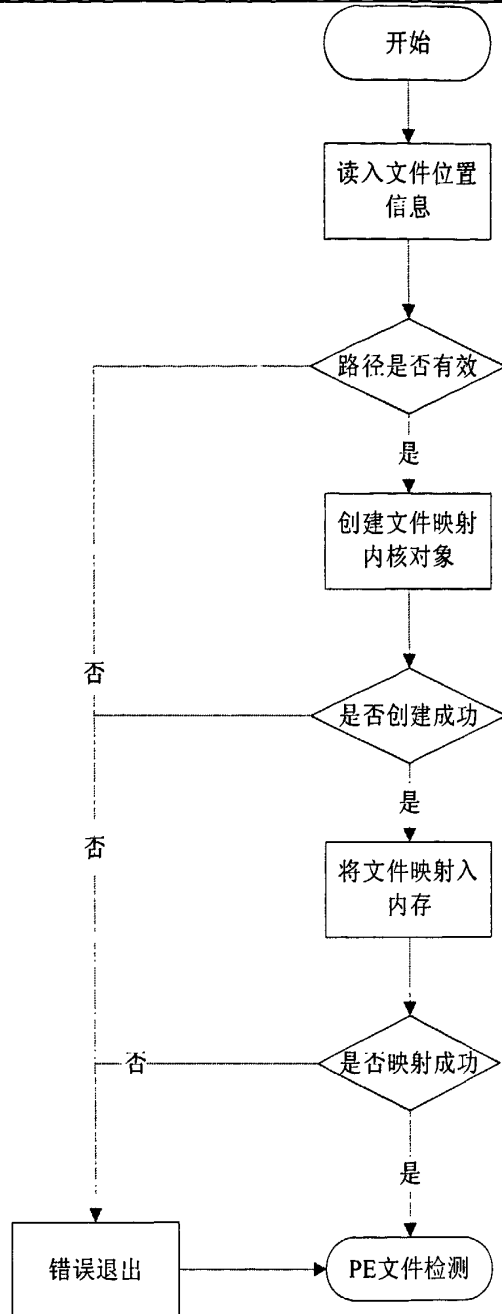 开始
读入文件位置
信息
路径是否有效
是
创建文件映射
内核对象
否
是否创建成功
是
否
将文件映射入
内存
否
是否映射成功
是
错误退出
PE文件检测